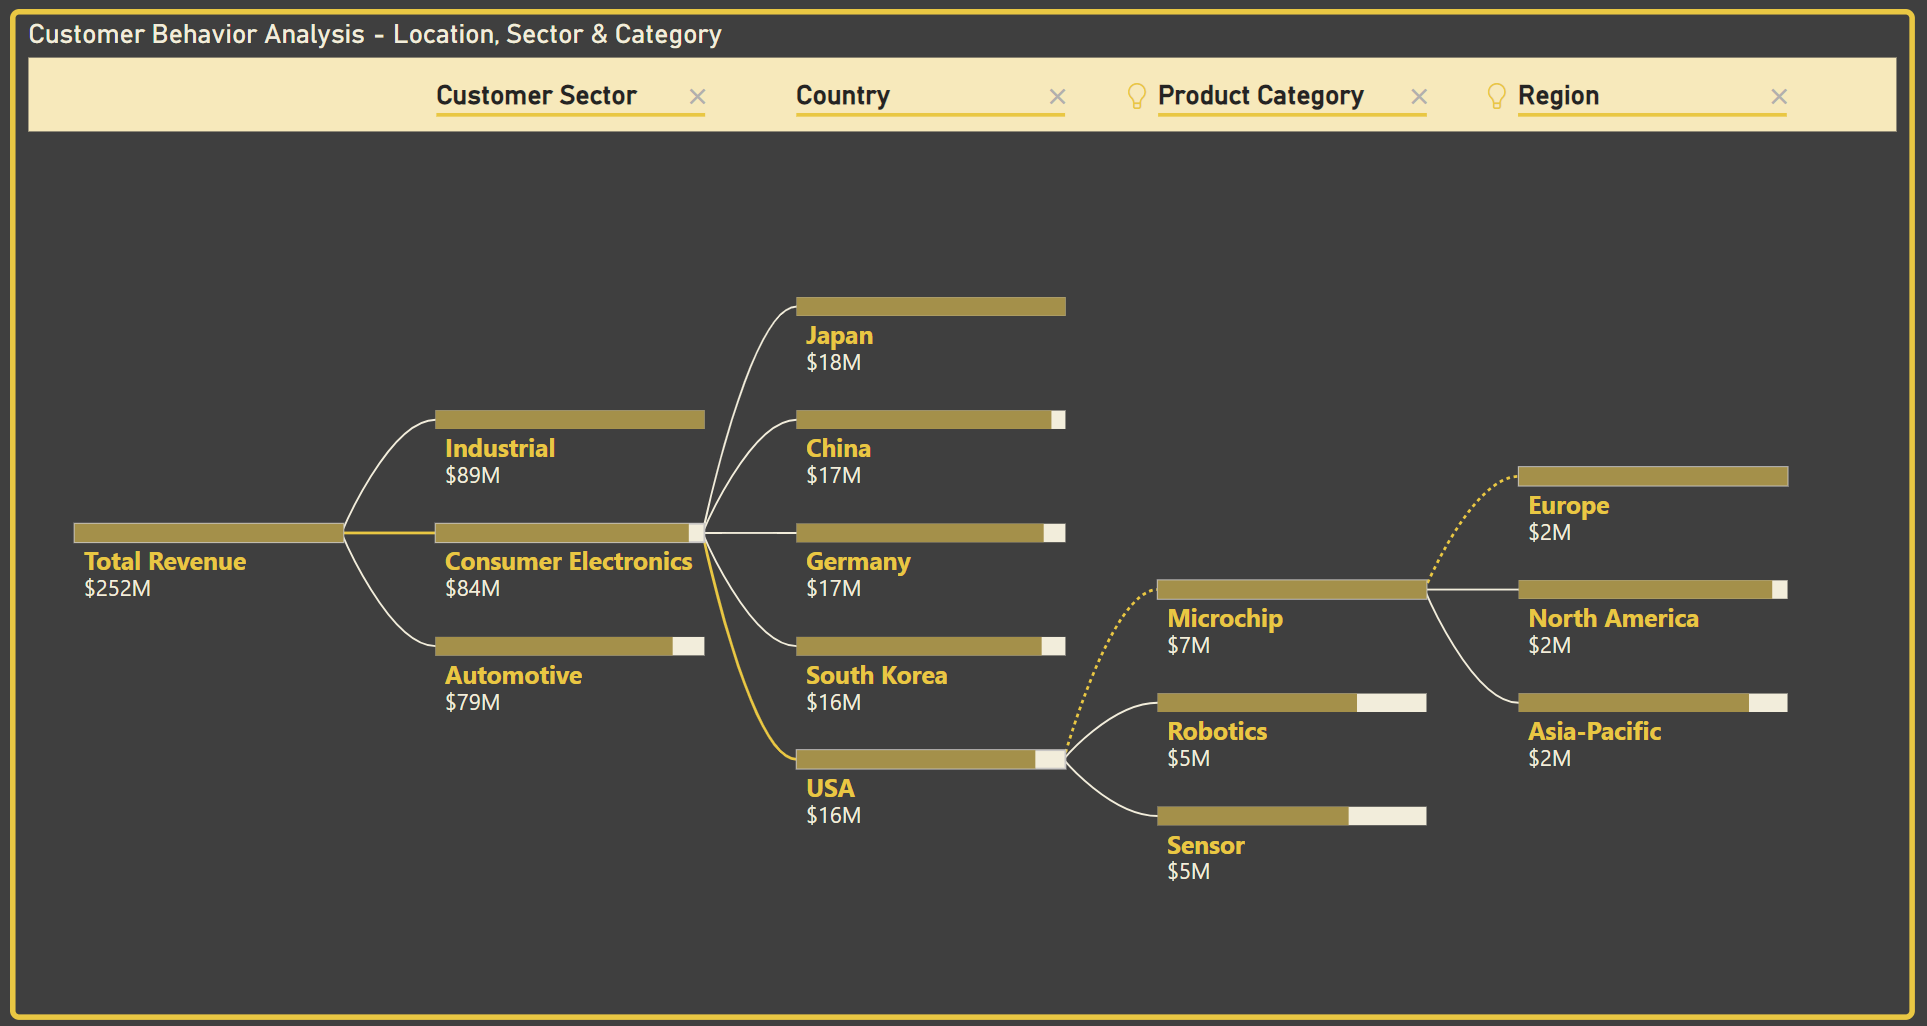 Customer Behavior Analysis - Location, Sector & Category
Customer Sector
Country
Product Category
Region
Total Revenue
$252M
Industrial
$89M
Consumer Electronics
$84M
Automotive
$79M
Japan
$18M
China
$17M
Germany
$17M
South Korea
$16M
USA
$16M
Microchip
$7M
Robotics
$5M
Sensor
$5M
Europe
$2M
North America
$2M
Asia-Pacific
$2M